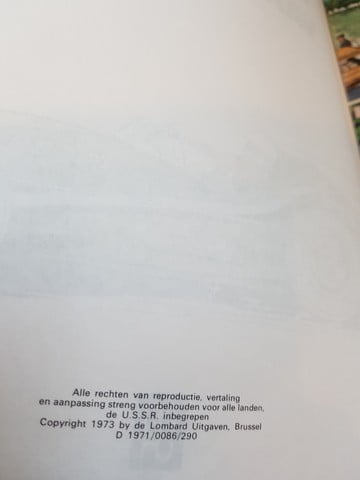 Alle rechten van reproductie, vertaling
en aanpassing streng voorbehouden voor alle landen,
de U.S.S.R. inbegrepen
Copyright 1973 by de Lombard Uitgaven, Brussel
D 1971/0086/290